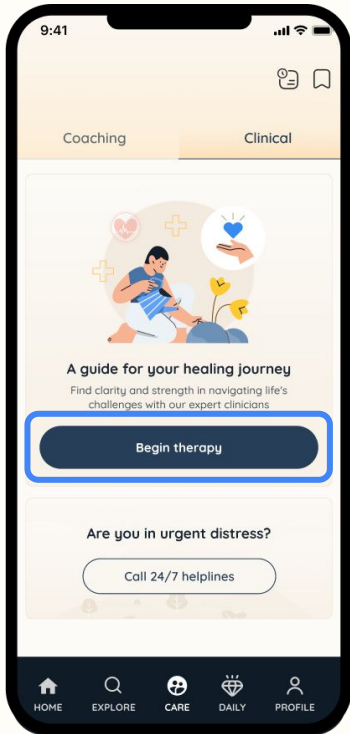 9:41
Coaching
Clinical
A guide for your healing journey
Find clarity and strength in navigating life's
challenges with our expert clinicians
Begin therapy
Are you in urgent distress?
Call 24/7 helplines
HOME
EXPLORE
CARE
DAILY
PROFILE